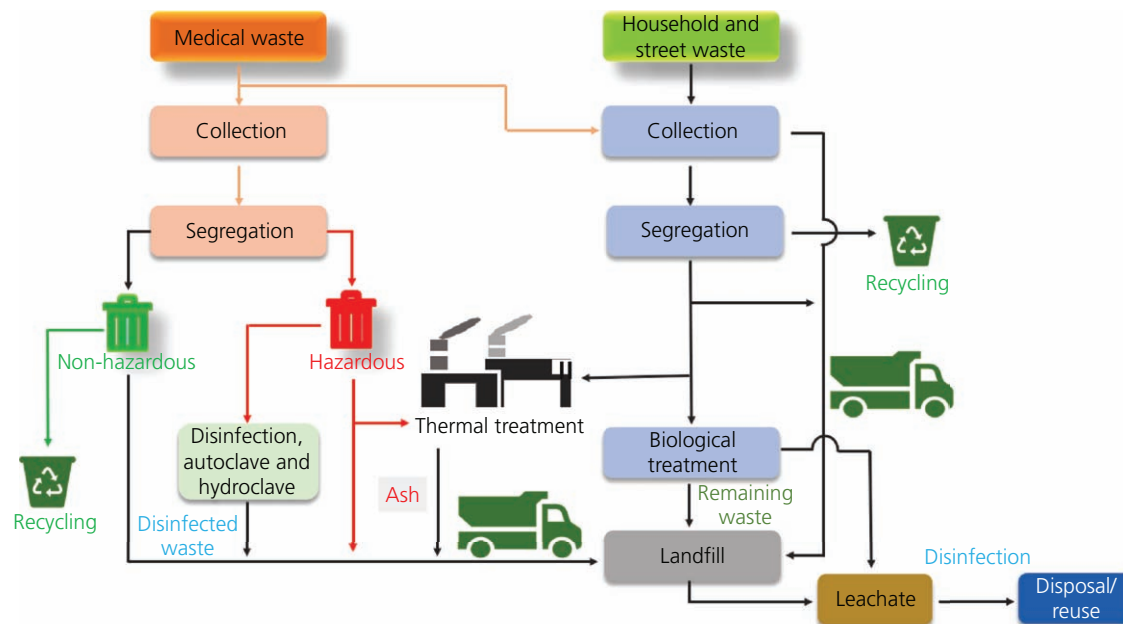 Medical waste
Household and
street waste
Collection
Collection
Segregation
Segregation
Recycling
Non-hazardous
Hazardous
Thermal treatment
Disinfection,
autoclave and
hydroclave
Biological
treatment
Recycling
Ash
Remaining
waste
Disinfected
waste
Landfill
Disinfection
Leachate
Disposal/
reuse